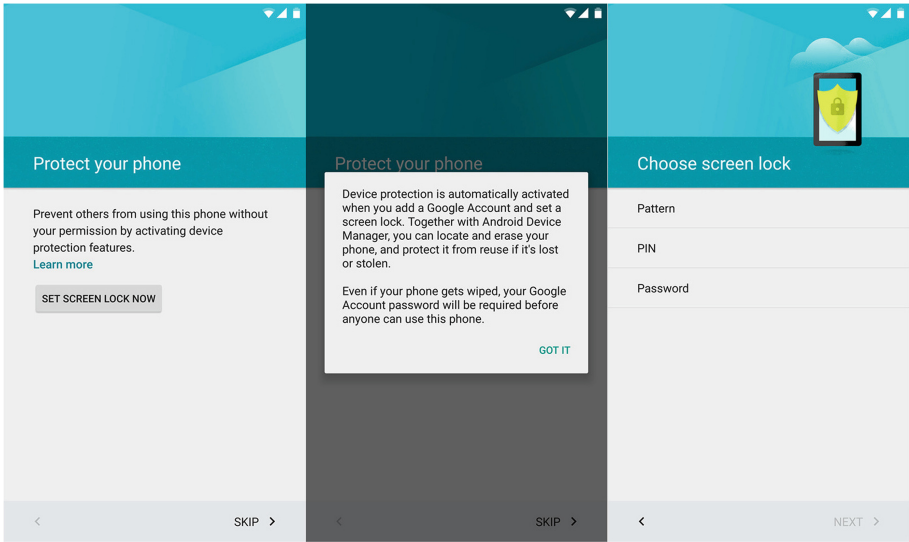 Protect your phone
Prevent others from using this phone without
your permission by activating device
protection features.
Learn more
SET SCREEN LOCK NOW
SKIP
Protect your phone
Device protection is automatically activated
when you add a Google Account and set a
screen lock. Together with Android Device
Manager, you can locate and erase your
phone, and protect it from reuse if it's lost
or stolen.
Even if your phone gets wiped, your Google
Account password will be required before
anyone can use this phone.
GOT IT
SKIP
Choose screen lock
Pattern
PIN
Password
NEXT